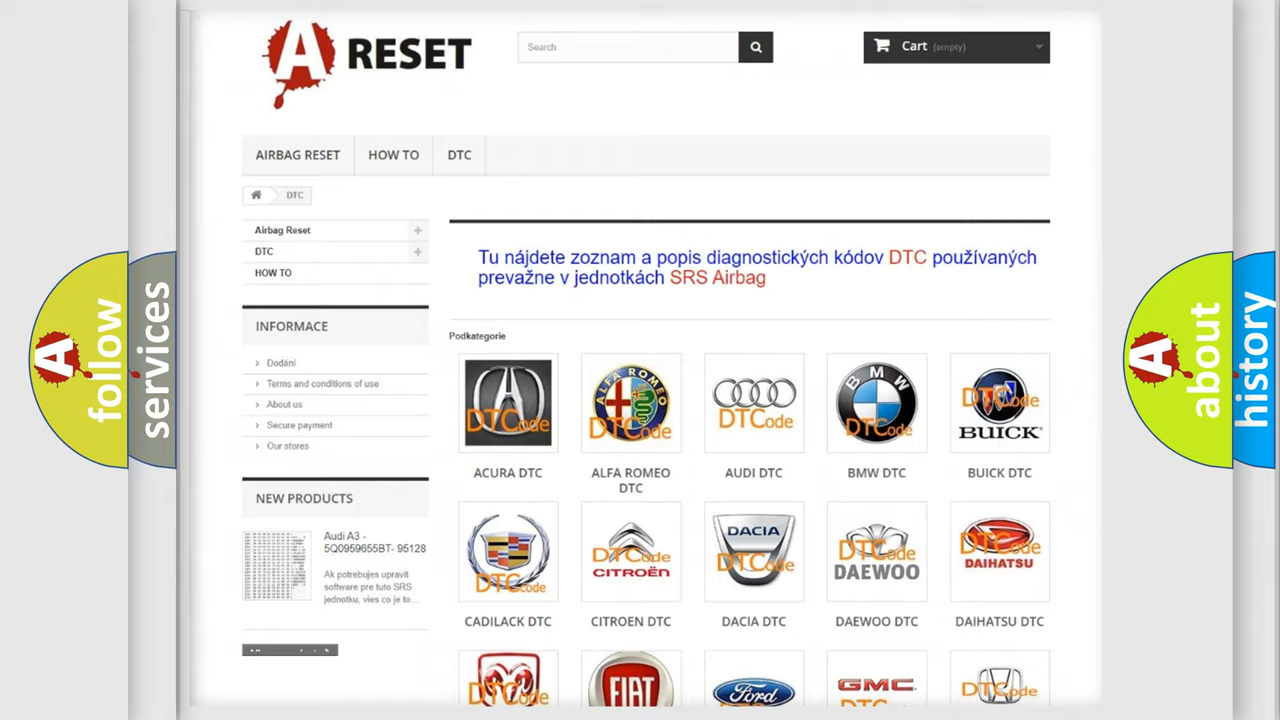 A RESET
Search
Cart (empty)
AIRBAG RESET
HOW TO
DTC
DTC
Airbag Reset
DTC
HOW TO
Tu nájdete zoznam a popis diagnostických kódov DTC používaných
prevažne v jednotkách SRS Airbag
INFORMACE
Dodání
Terms and conditions of use
About us
Secure payment
Our stores
NEW PRODUCTS
Audi A3 -
5Q0959655BT- 95128
Ak potrebujes upravit
software pre tuto SRS
jednotku, vies co je to...
Podkategorie
DTCode
ALFA ROMEO
DTCode
DTCode
BMW
DTCode
DTCode
BUICK
ACURA DTC
ALFA ROMEO
DTC
AUDI DTC
BMW DTC
BUICK DTC
DTCode
DTCode
CITROËN
DACIA
DTCode
DTCode
DAEWOO
DTCode
DAIHATSU
CADILACK DTC
CITROEN DTC
DACIA DTC
DAEWOO DTC
DAIHATSU DTC
DTCode
FIAT
Ford
GMC
DTCode
A follow
services
A about
history